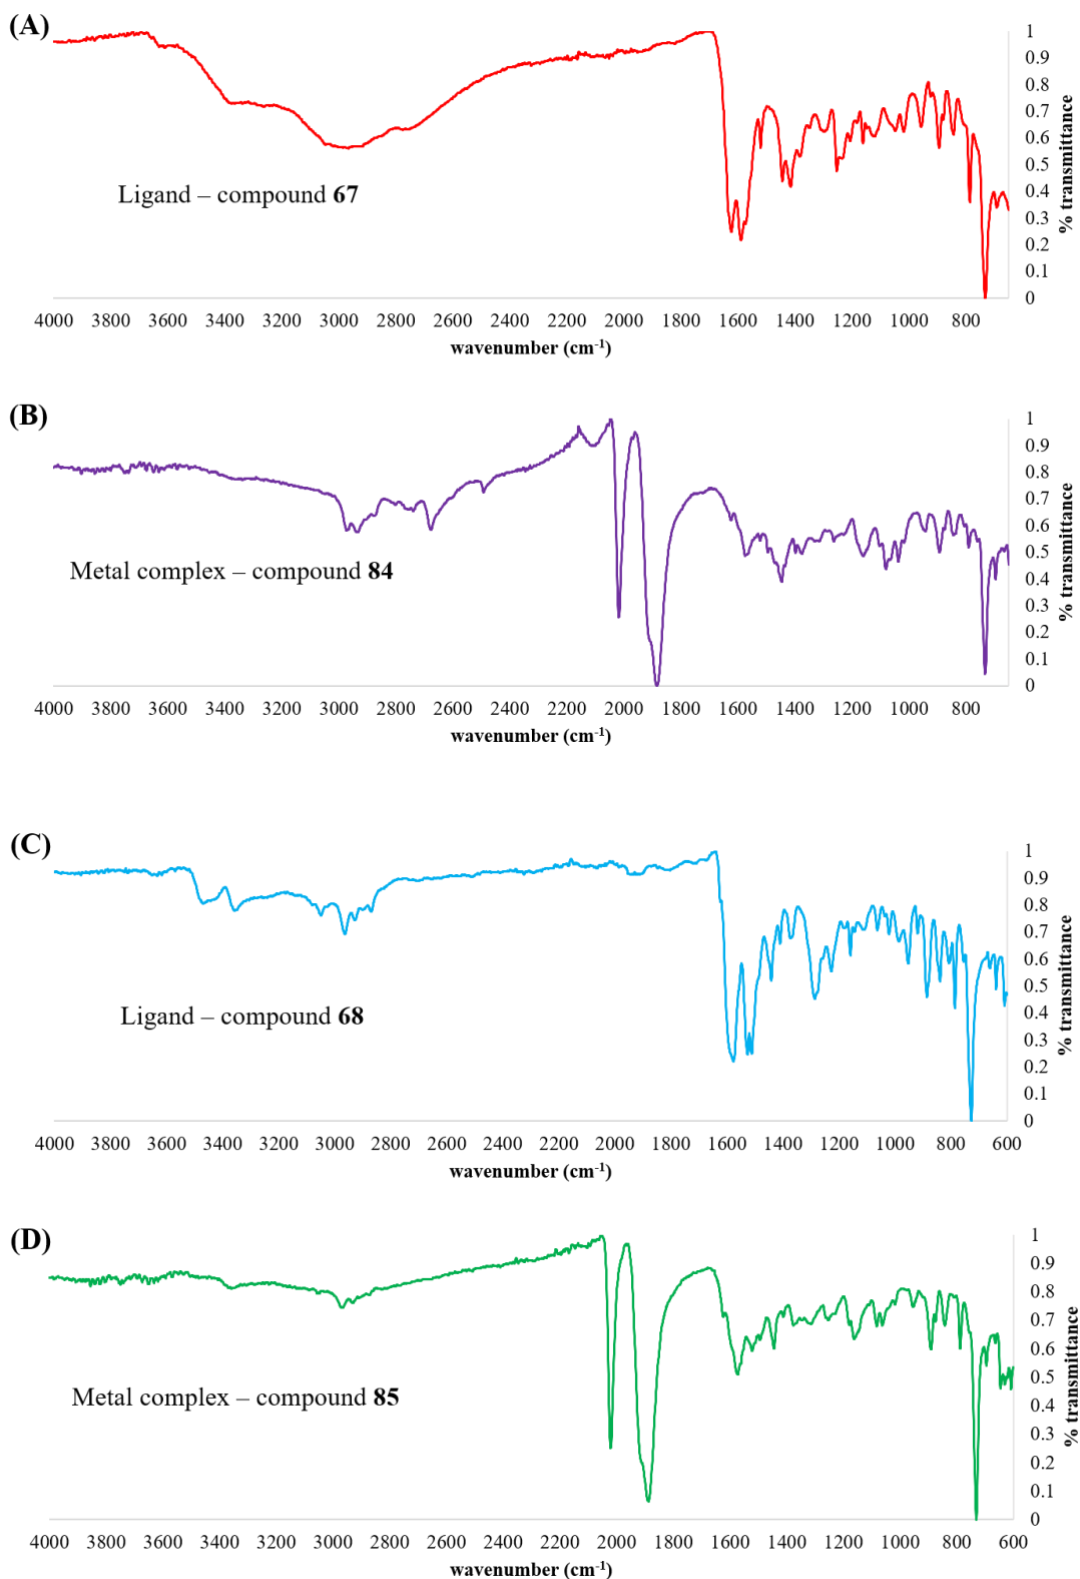 (A)
1
0.9
0.8
0.7
0.6
0.5
0.4
0.3
0.2
0.1
0
% transmittance
Ligand – compound 67
4000 3800 3600 3400 3200 3000 2800 2600 2400 2200 2000 1800 1600 1400 1200 1000 800
wavenumber (cm-1)
(B)
1
0.9
0.8
0.7
0.6
0.5
0.4
0.3
0.2
0.1
0
% transmittance
Metal complex – compound 84
4000 3800 3600 3400 3200 3000 2800 2600 2400 2200 2000 1800 1600 1400 1200 1000 800
wavenumber (cm-1)
(C)
1
0.9
0.8
0.7
0.6
0.5
0.4
0.3
0.2
0.1
0
% transmittance
Ligand – compound 68
4000 3800 3600 3400 3200 3000 2800 2600 2400 2200 2000 1800 1600 1400 1200 1000 800 600
wavenumber (cm-1)
(D)
1
0.9
0.8
0.7
0.6
0.5
0.4
0.3
0.2
0.1
0
% transmittance
Metal complex – compound 85
4000 3800 3600 3400 3200 3000 2800 2600 2400 2200 2000 1800 1600 1400 1200 1000 800 600
wavenumber (cm-1)